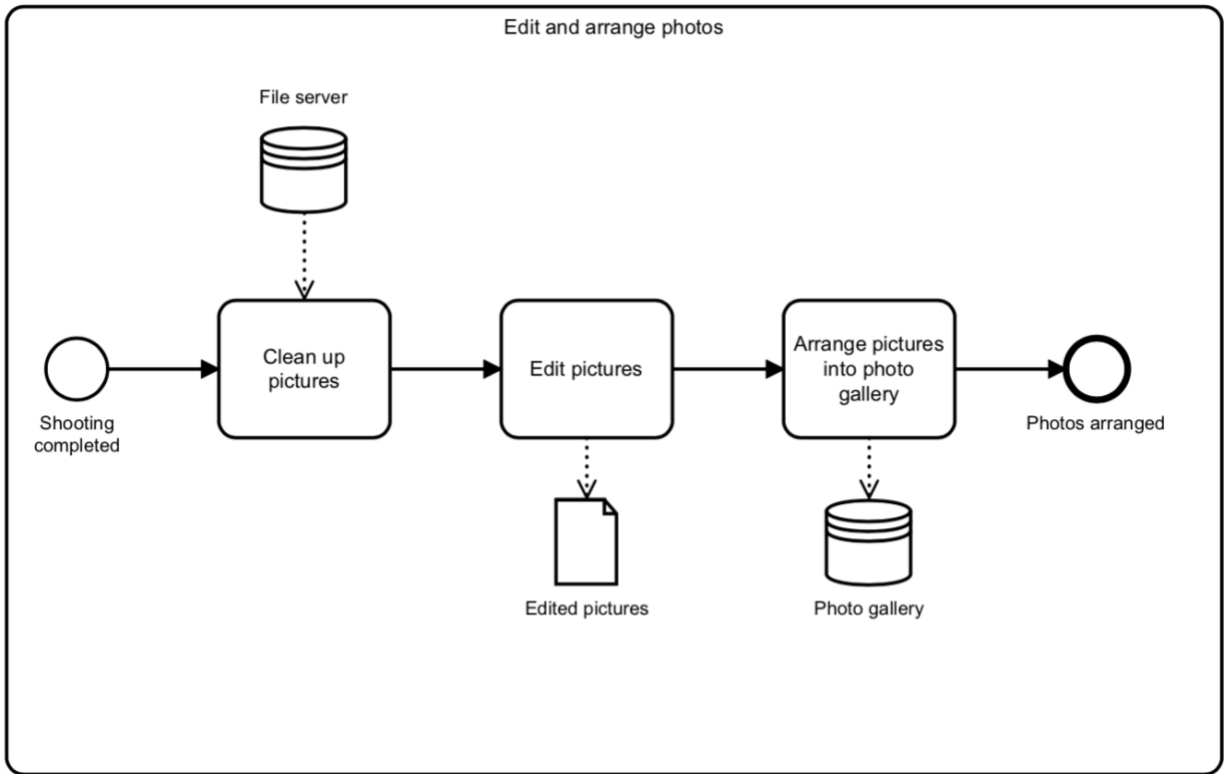 Edit and arrange photos
File server
Clean up
pictures
Edit pictures
Arrange pictures
into photo
gallery
Shooting
completed
Photos arranged
Edited pictures
Photo gallery